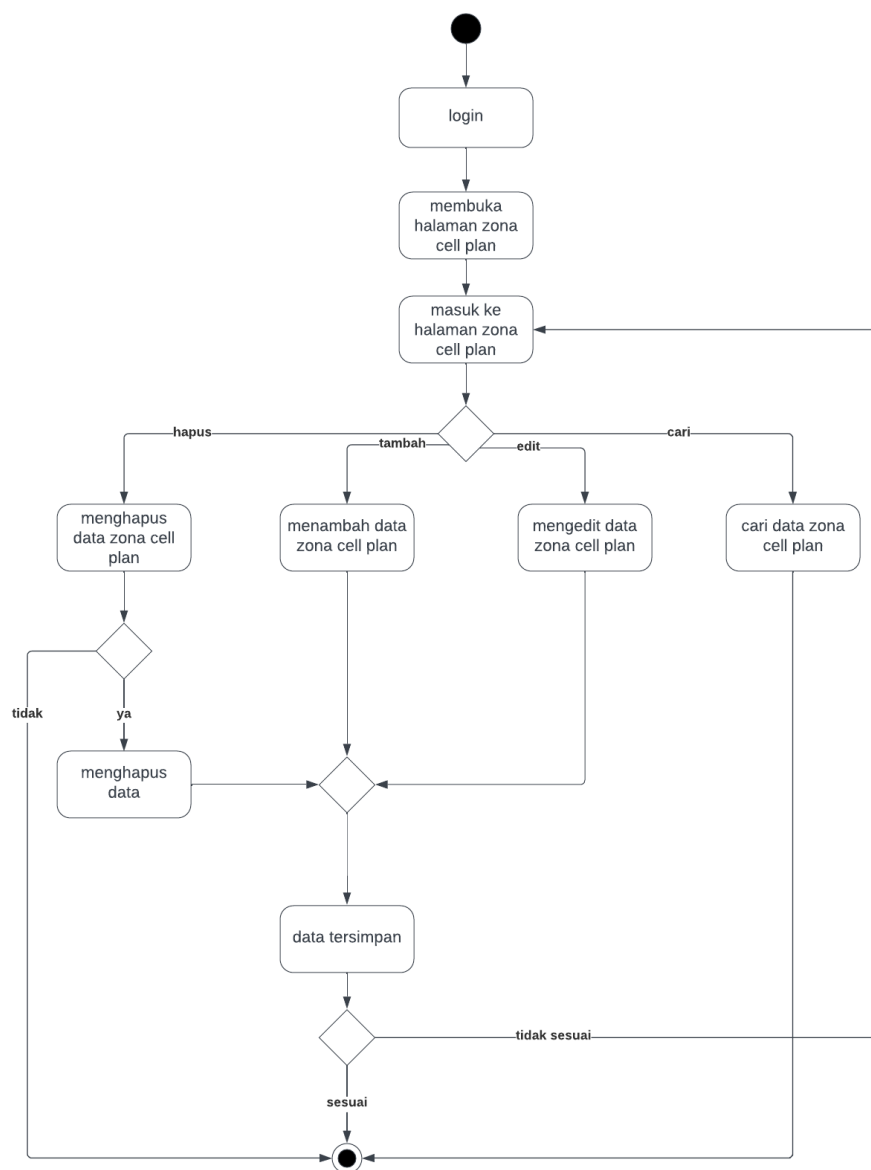 login
membuka
halaman zona
cell plan
masuk ke
halaman zona
cell plan
hapus
tambah
edit
cari
menghapus
data zona cell
plan
menambah data
zona cell plan
mengedit data
zona cell plan
cari data zona
cell plan
tidak
ya
menghapus
data
data tersimpan
tidak sesuai
sesuai